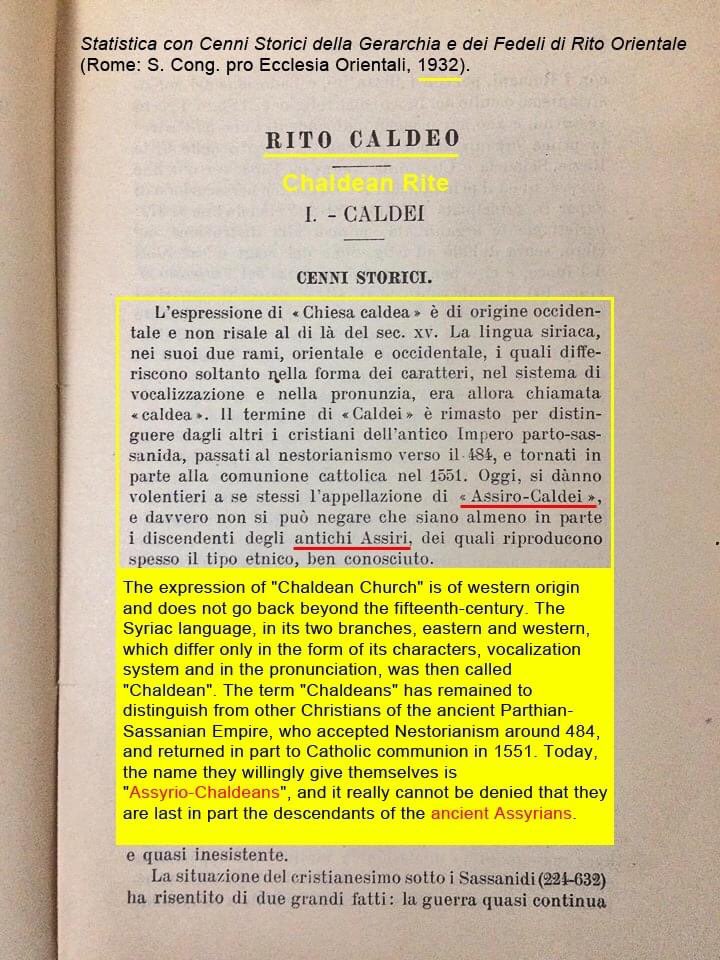 Statistica con Cenni Storici della Gerarchia e dei Fedeli di Rito Orientale
(Rome: S. Cong. pro Ecclesia Orientali, 1932).
RITO CALDEO
Chaldean Rite
I. - CALDEI
CENNI STORICI.
L'espressione di « Chiesa caldea » è di origine occiden-
tale e non risale al di là del sec. XV. La lingua siriaca,
nei suoi due rami, orientale e occidentale, i quali diffe-
riscono soltanto nella forma dei caratteri, nel sistema di
vocalizzazione e nella pronunzia, era allora chiamata
« caldea ». Il termine di « Caldei » è rimasto per distin-
guere dagli altri i cristiani dell'antico Impero parto-sas-
sanida, passati al nestorianismo verso il 484, e tornati in
parte alla comunione cattolica nel 1551. Oggi, si dànno
volentieri a se stessi l'appellazione di « Assiro-Caldei »,
e davvero non si può negare che siano almeno in parte
i discendenti degli antichi Assiri, dei quali riproducono
spesso il tipo etnico, ben conosciuto.
The expression of "Chaldean Church" is of western origin
and does not go back beyond the fifteenth-century. The
Syriac language, in its two branches, eastern and western,
which differ only in the form of its characters, vocalization
system and in the pronunciation, was then called
"Chaldean". The term "Chaldeans" has remained to
distinguish from other Christians of the ancient Parthian-
Sassanian Empire, who accepted Nestorianism around 484,
and returned in part to Catholic communion in 1551. Today,
the name they willingly give themselves is
"Assyrio-Chaldeans", and it really cannot be denied that they
are last in part the descendants of the ancient Assyrians.
e quasi inesistente.
La situazione del cristianesimo sotto i Sassanidi (224-632)
ha risentito di due grandi fatti: la guerra quasi continua